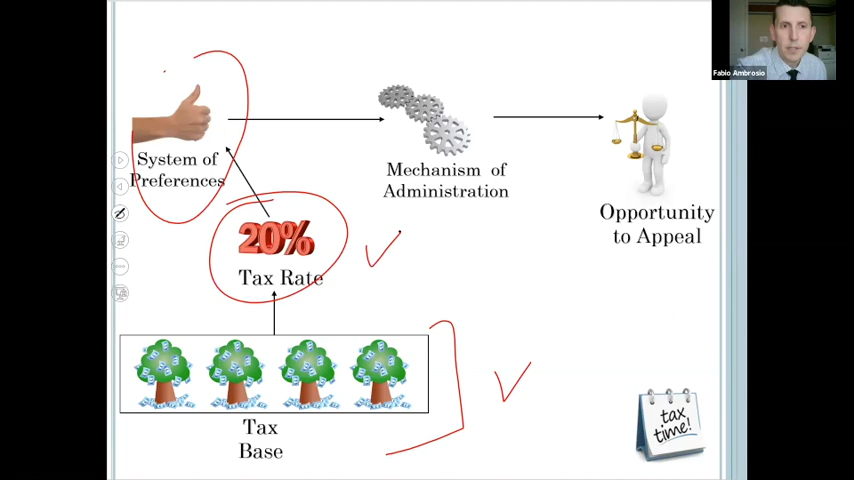 Fabio Ambrosio
System of
Preferences
Mechanism of
Administration
Opportunity
to Appeal
20%
Tax Rate
Tax
Base
tax
time!